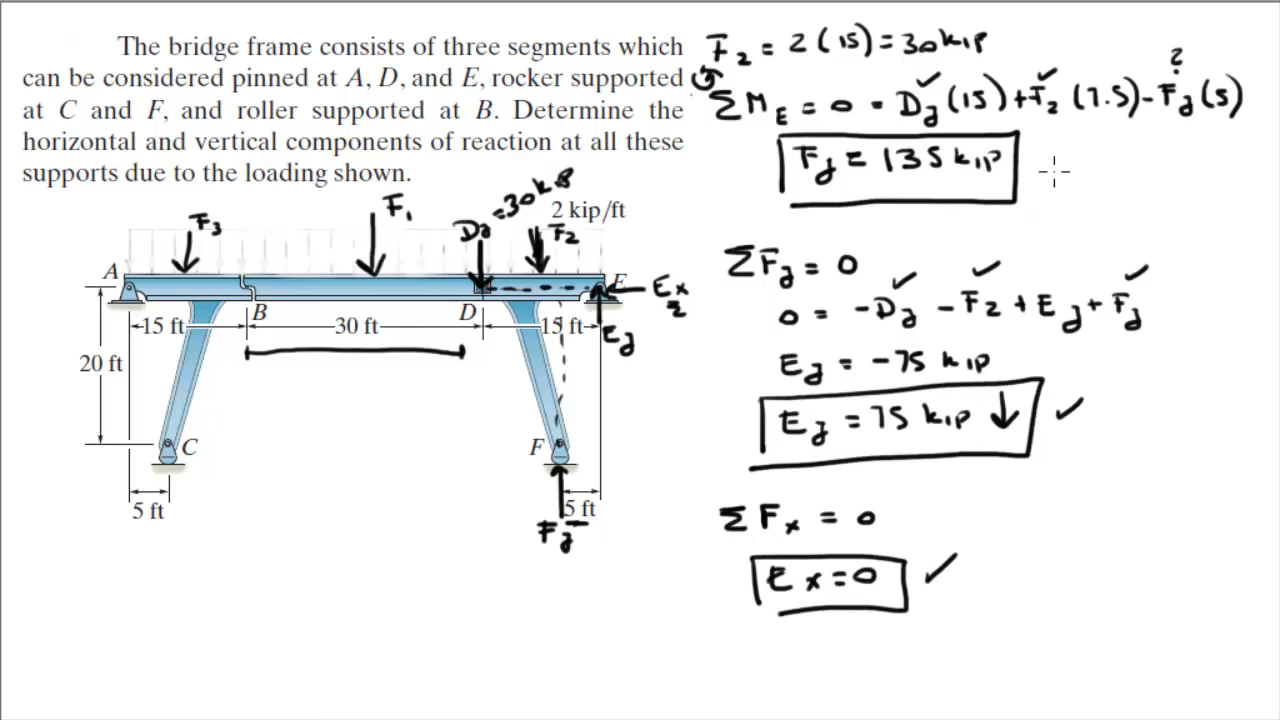 The bridge frame consists of three segments which
can be considered pinned at A, D, and E, rocker supported
at C and F, and roller supported at B. Determine the
horizontal and vertical components of reaction at all these
supports due to the loading shown.
F₃
F₁
Dy = 30 k
2 kip/ft
F₂
A
E
Ex
B
D
15 ft
30 ft
15 ft
Ey
20 ft
C
F
5 ft
5 ft
Fy
F₂ = 2(15) = 30 kip
?
ΣM_E = 0 = Dy(15) + F₂(7.5) - Fy(5)
Fy = 135 kip
ΣFy = 0
0 = -Dy - F₂ + Ey + Fy
Ey = -75 kip
Ey = 75 kip ↓ ✓
ΣFx = 0
Ex = 0 ✓